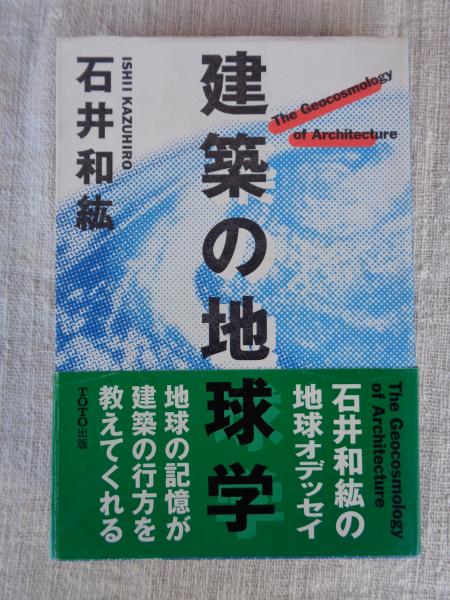 建築の地球学
The Geocosmology
of Architecture
石井和紘
ISHII KAZUHIRO
The Geocosmology
of Architecture
石井和紘の
地球オデッセイ
地球の記憶が
建築の行方を
教えてくれる
TOTO出版